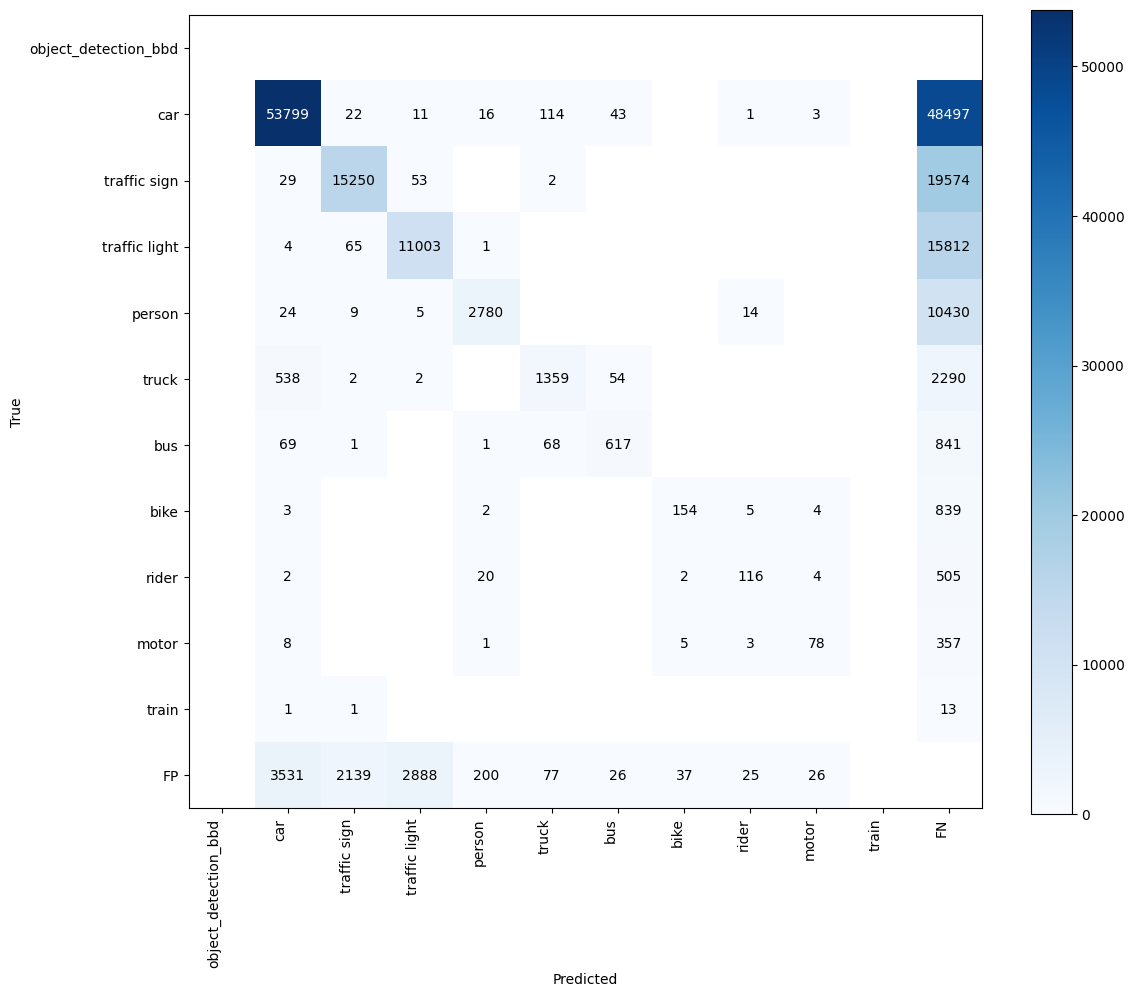 object_detection_bbd
car 53799 22 11 16 114 43 1 3 48497
traffic sign 29 15250 53 2 19574
traffic light 4 65 11003 1 15812
person 24 9 5 2780 14 10430
truck 538 2 2 1359 54 2290
bus 69 1 1 68 617 841
bike 3 2 154 5 4 839
rider 2 20 2 116 4 505
motor 8 1 5 3 78 357
train 1 1 13
FP 3531 2139 2888 200 77 26 37 25 26
True
object_detection_bbd
car
traffic sign
traffic light
person
truck
bus
bike
rider
motor
train
FN
Predicted
50000
40000
30000
20000
10000
0